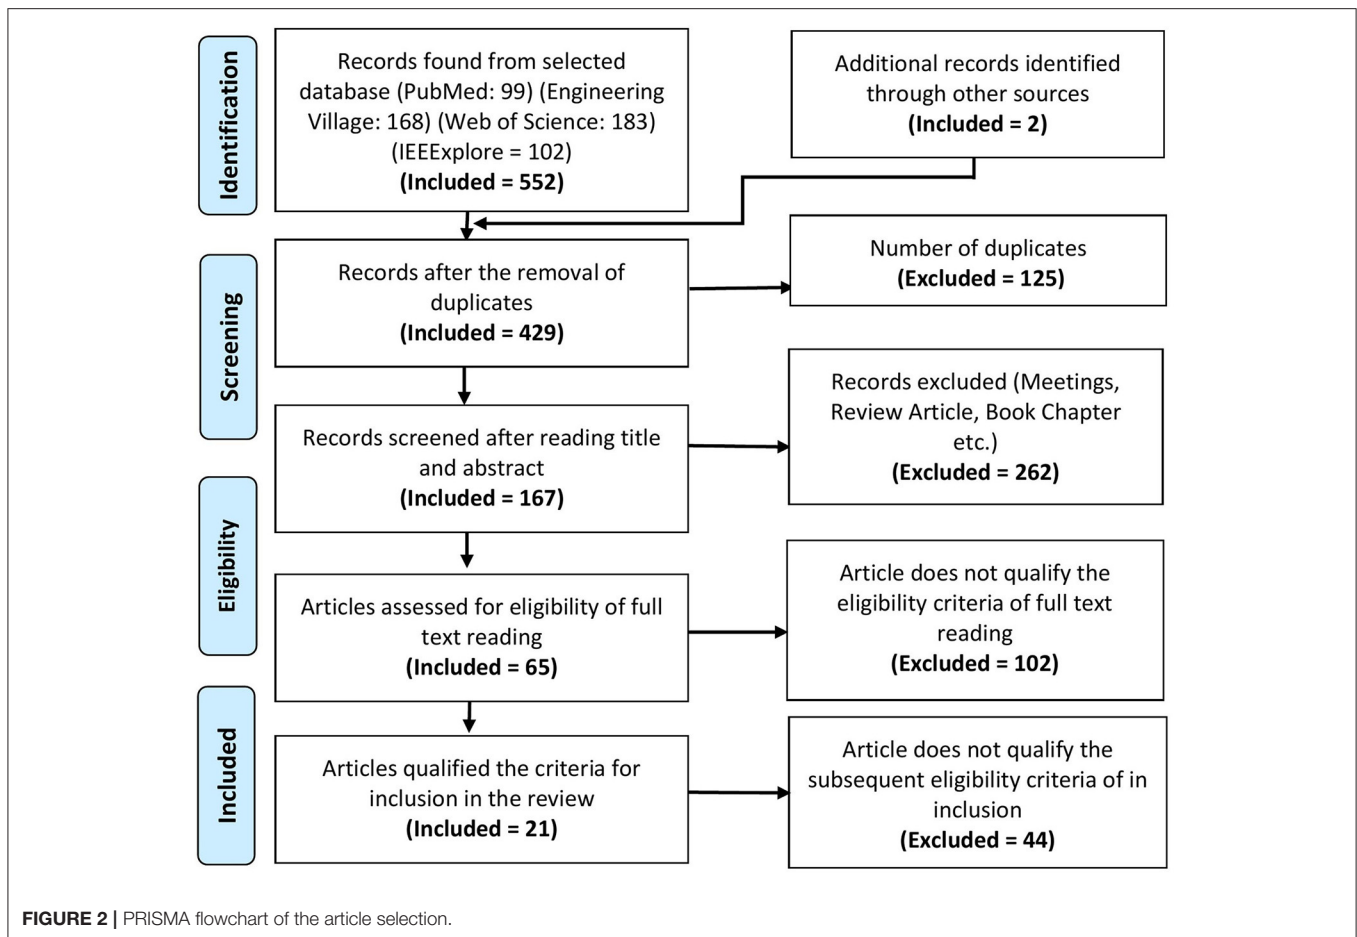 Identification
Records found from selected
database (PubMed: 99) (Engineering
Village: 168) (Web of Science: 183)
(IEEExplore = 102)
(Included = 552)
Additional records identified
through other sources
(Included = 2)
Screening
Records after the removal of
duplicates
(Included = 429)
Number of duplicates
(Excluded = 125)
Records screened after reading title
and abstract
(Included = 167)
Records excluded (Meetings,
Review Article, Book Chapter
etc.)
(Excluded = 262)
Eligibility
Articles assessed for eligibility of full
text reading
(Included = 65)
Article does not qualify the
eligibility criteria of full text
reading
(Excluded = 102)
Included
Articles qualified the criteria for
inclusion in the review
(Included = 21)
Article does not qualify the
subsequent eligibility criteria of in
inclusion
(Excluded = 44)
FIGURE 2 | PRISMA flowchart of the article selection.